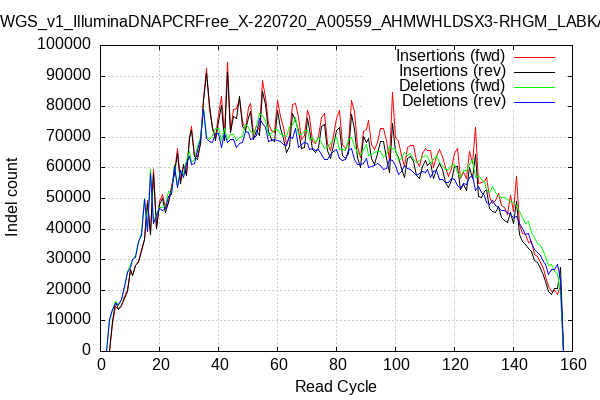 WGS_v1_IlluminaDNAPCRFree_X-220720_A00559_AHMWHLDSX3-RHGM_LABKA
Insertions (fwd)
Insertions (rev)
Deletions (fwd)
Deletions (rev)
Indel count
100000
90000
80000
70000
60000
50000
40000
30000
20000
10000
0
0 20 40 60 80 100 120 140 160
Read Cycle